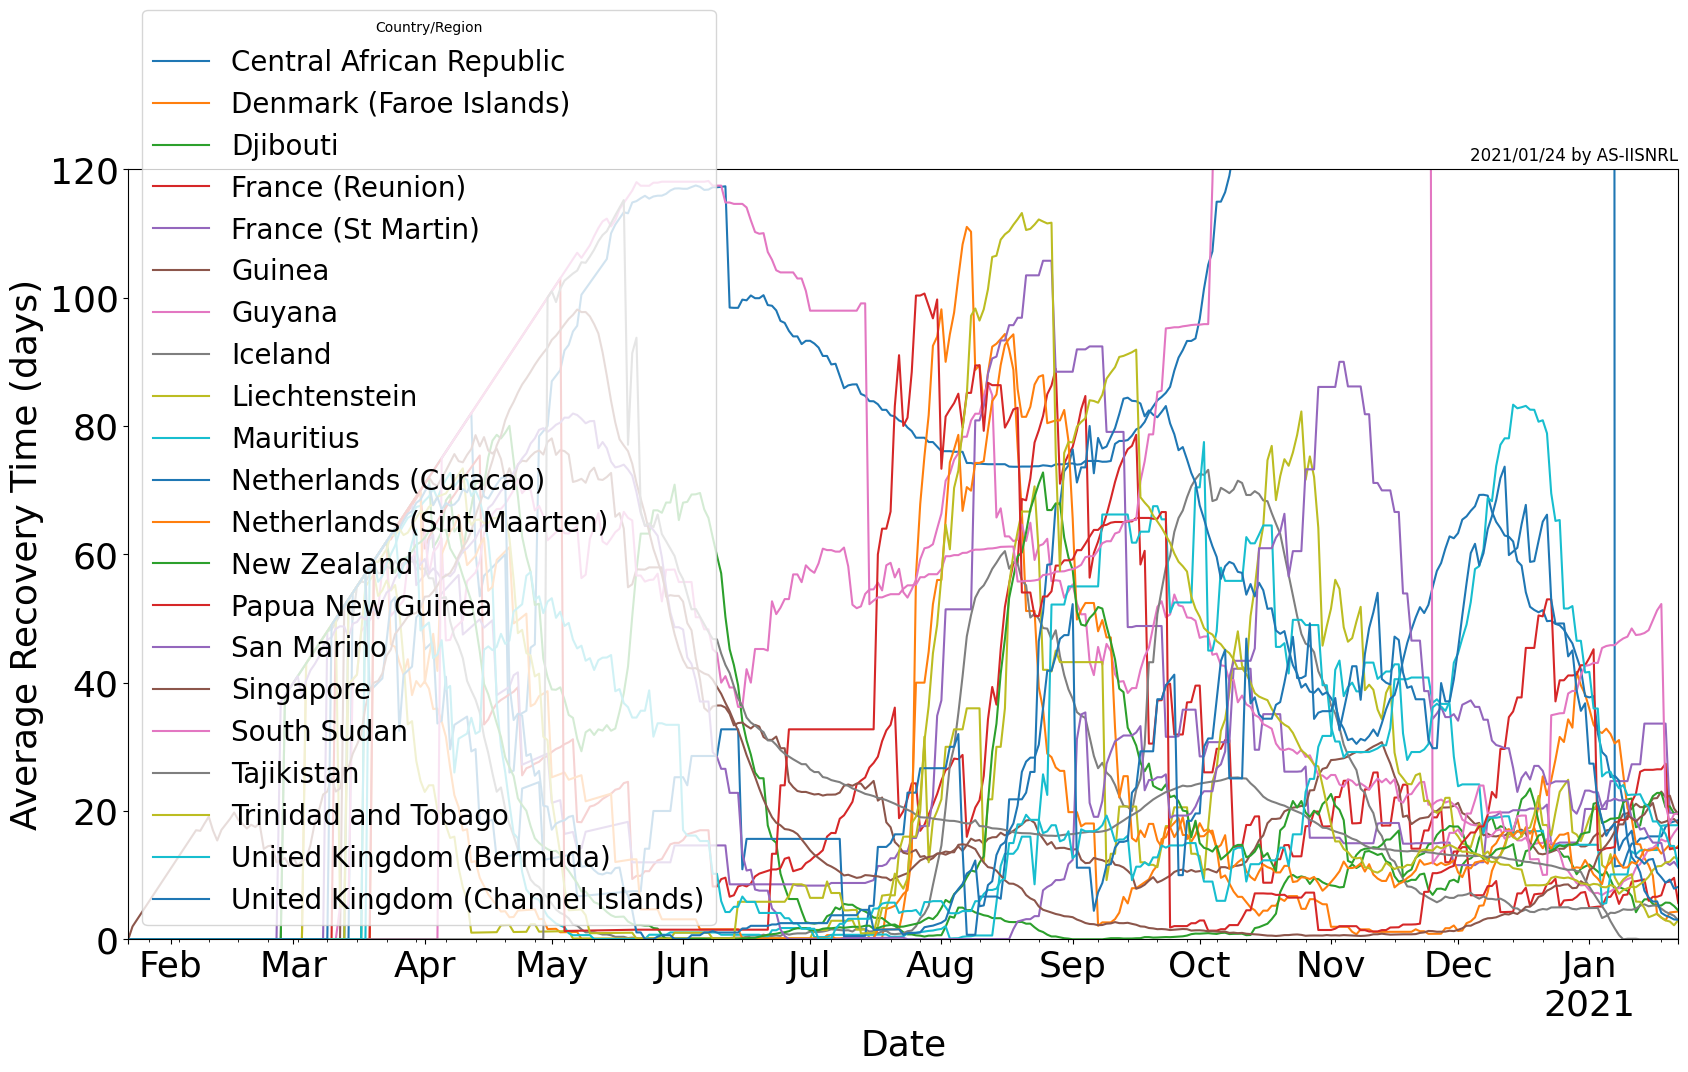 Country/Region
Central African Republic
Denmark (Faroe Islands)
Djibouti
France (Reunion)
France (St Martin)
Guinea
Guyana
Iceland
Liechtenstein
Mauritius
Netherlands (Curacao)
Netherlands (Sint Maarten)
New Zealand
Papua New Guinea
San Marino
Singapore
South Sudan
Tajikistan
Trinidad and Tobago
United Kingdom (Bermuda)
United Kingdom (Channel Islands)
2021/01/24 by AS-IISNRL
Average Recovery Time (days)
120
100
80
60
40
20
0
Feb Mar Apr May Jun Jul Aug Sep Oct Nov Dec Jan
2021
Date